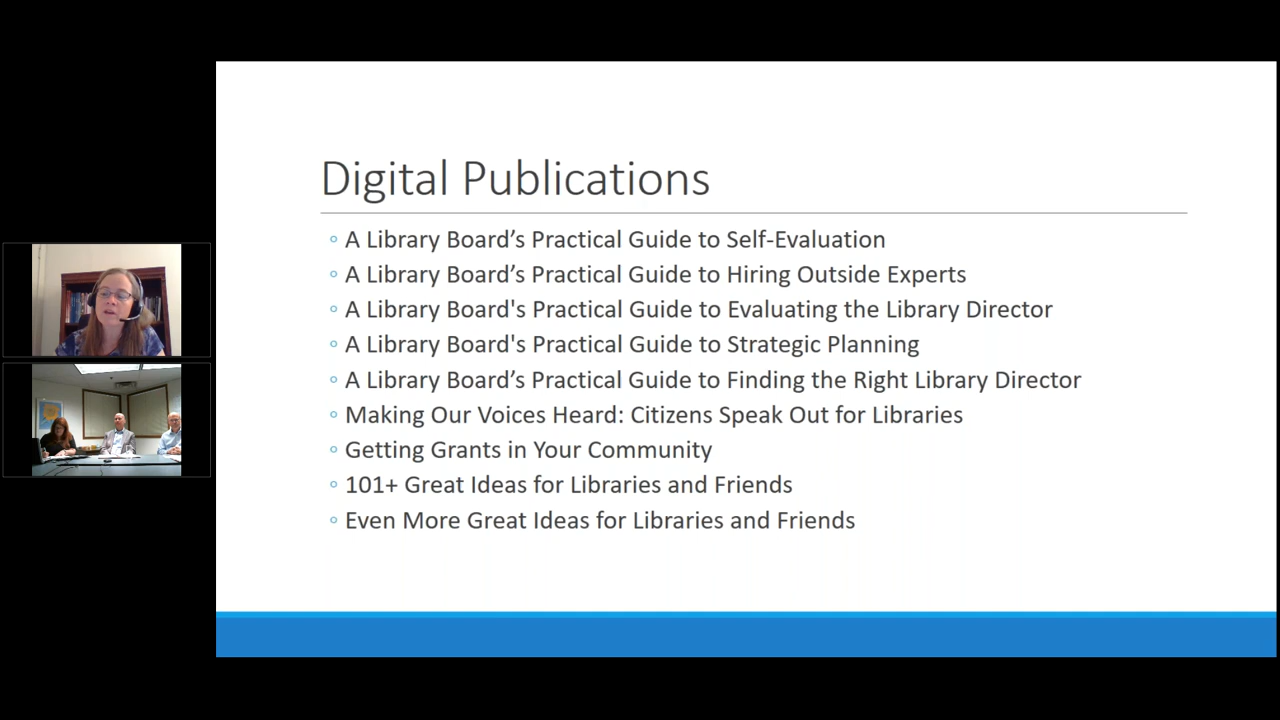 Digital Publications
◦ A Library Board’s Practical Guide to Self-Evaluation
◦ A Library Board’s Practical Guide to Hiring Outside Experts
◦ A Library Board's Practical Guide to Evaluating the Library Director
◦ A Library Board's Practical Guide to Strategic Planning
◦ A Library Board’s Practical Guide to Finding the Right Library Director
◦ Making Our Voices Heard: Citizens Speak Out for Libraries
◦ Getting Grants in Your Community
◦ 101+ Great Ideas for Libraries and Friends
◦ Even More Great Ideas for Libraries and Friends